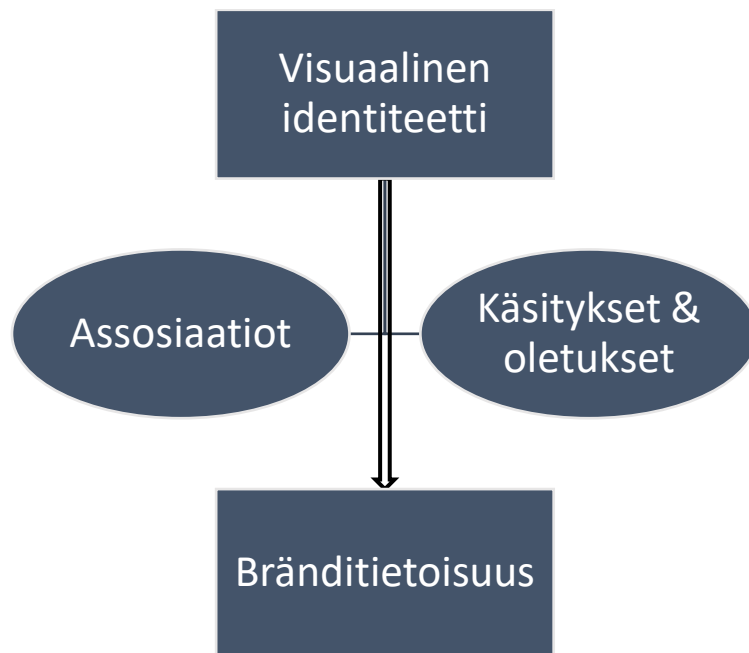 Visuaalinen
identiteetti
Assosiaatiot
Käsitykset &
oletukset
Bränditietoisuus